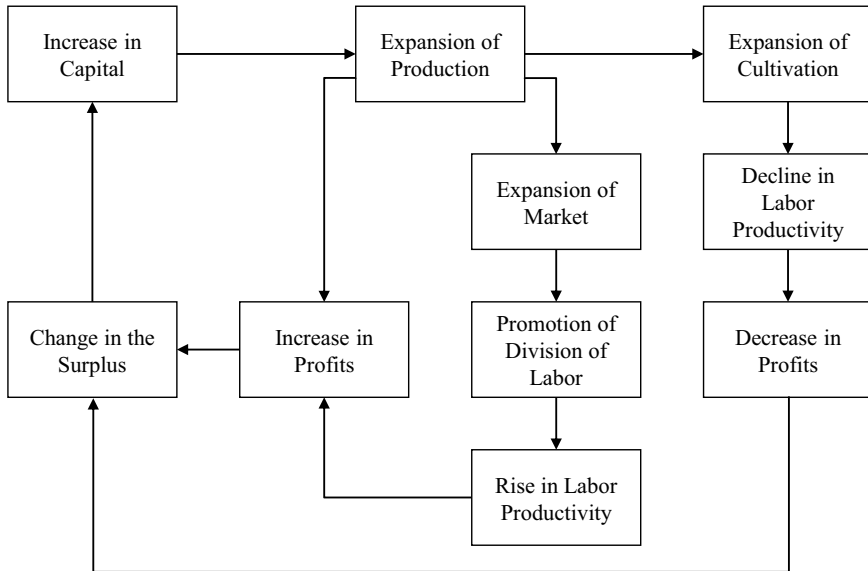 Increase in
Capital
Expansion of
Production
Expansion of
Cultivation
Expansion of
Market
Decline in
Labor
Productivity
Change in the
Surplus
Increase in
Profits
Promotion of
Division of
Labor
Decrease in
Profits
Rise in Labor
Productivity